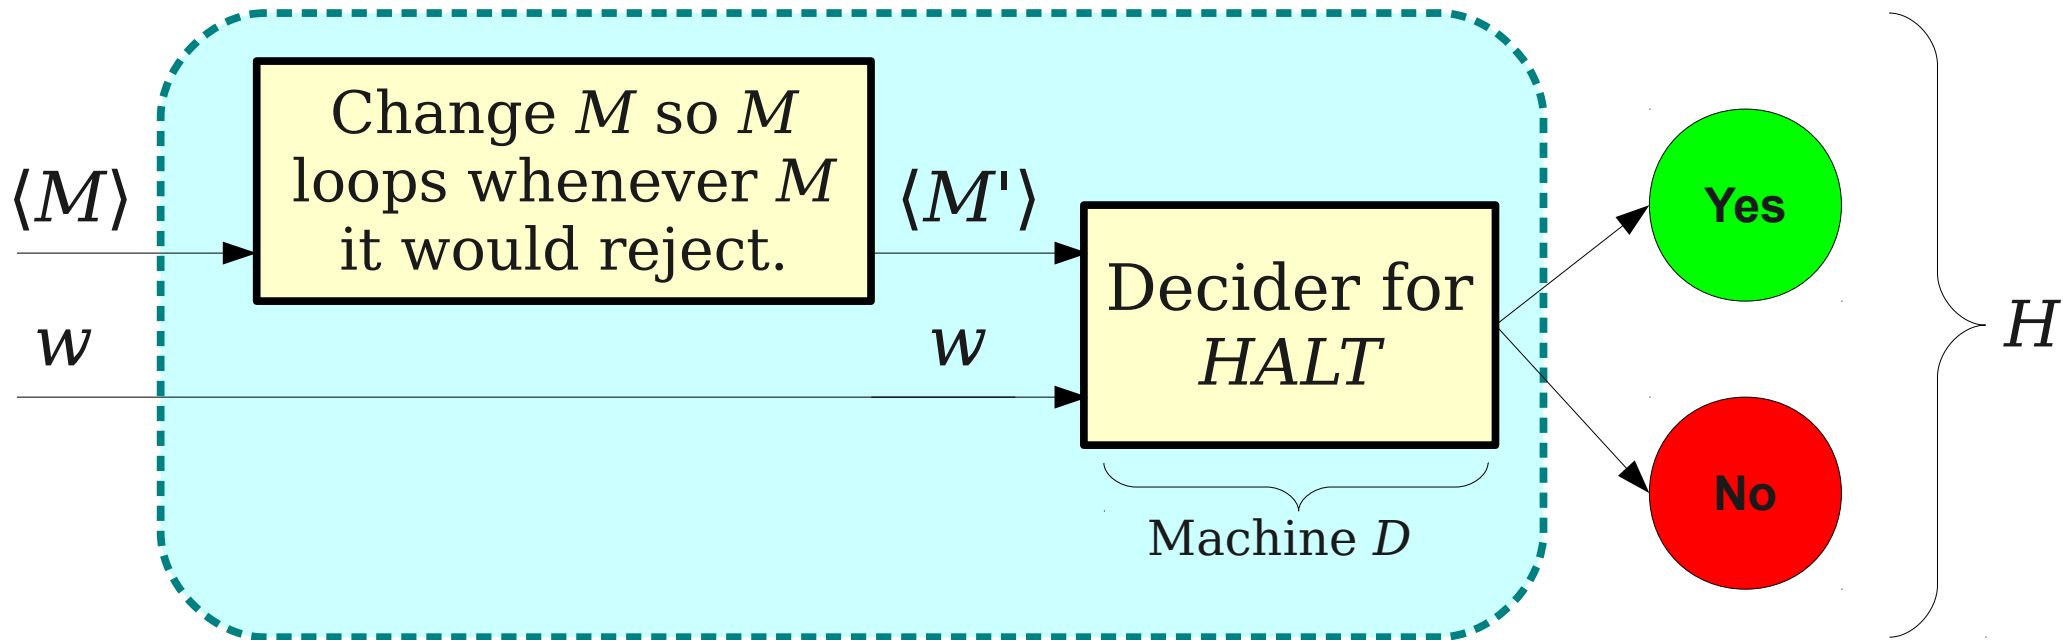 ⟨M⟩
w
Change M so M
loops whenever M
it would reject.
⟨M'⟩
w
Decider for
HALT
Machine D
Yes
No
H